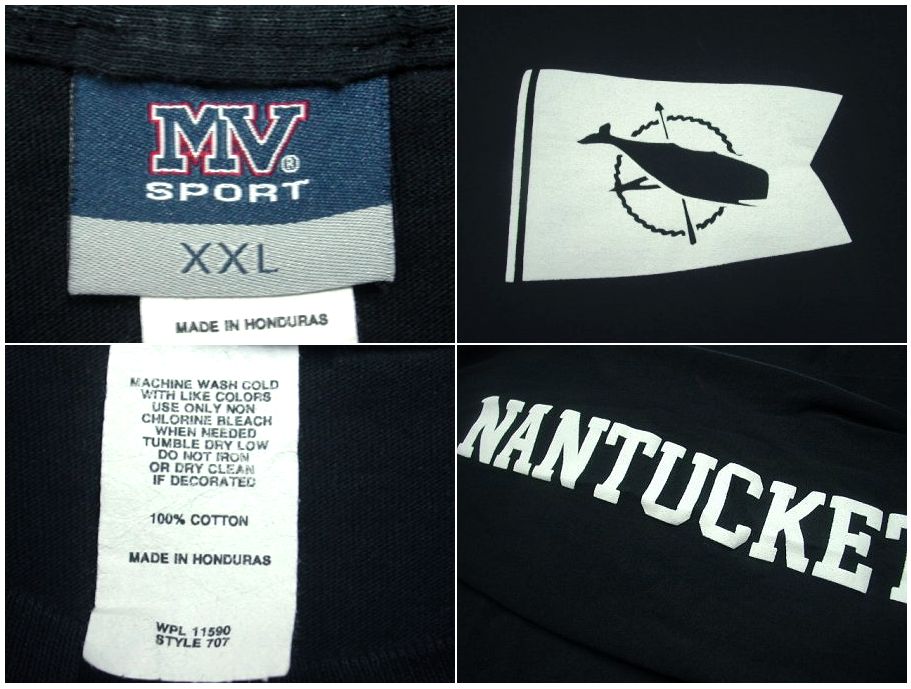 MV®
SPORT
XXL
MADE IN HONDURAS
MACHINE WASH COLD
WITH LIKE COLORS
USE ONLY NON
CHLORINE BLEACH
WHEN NEEDED
TUMBLE DRY LOW
DO NOT IRON
OR DRY CLEAN
IF DECORATED
100% COTTON
MADE IN HONDURAS
WPL 11590
STYLE 707
NANTUCKET